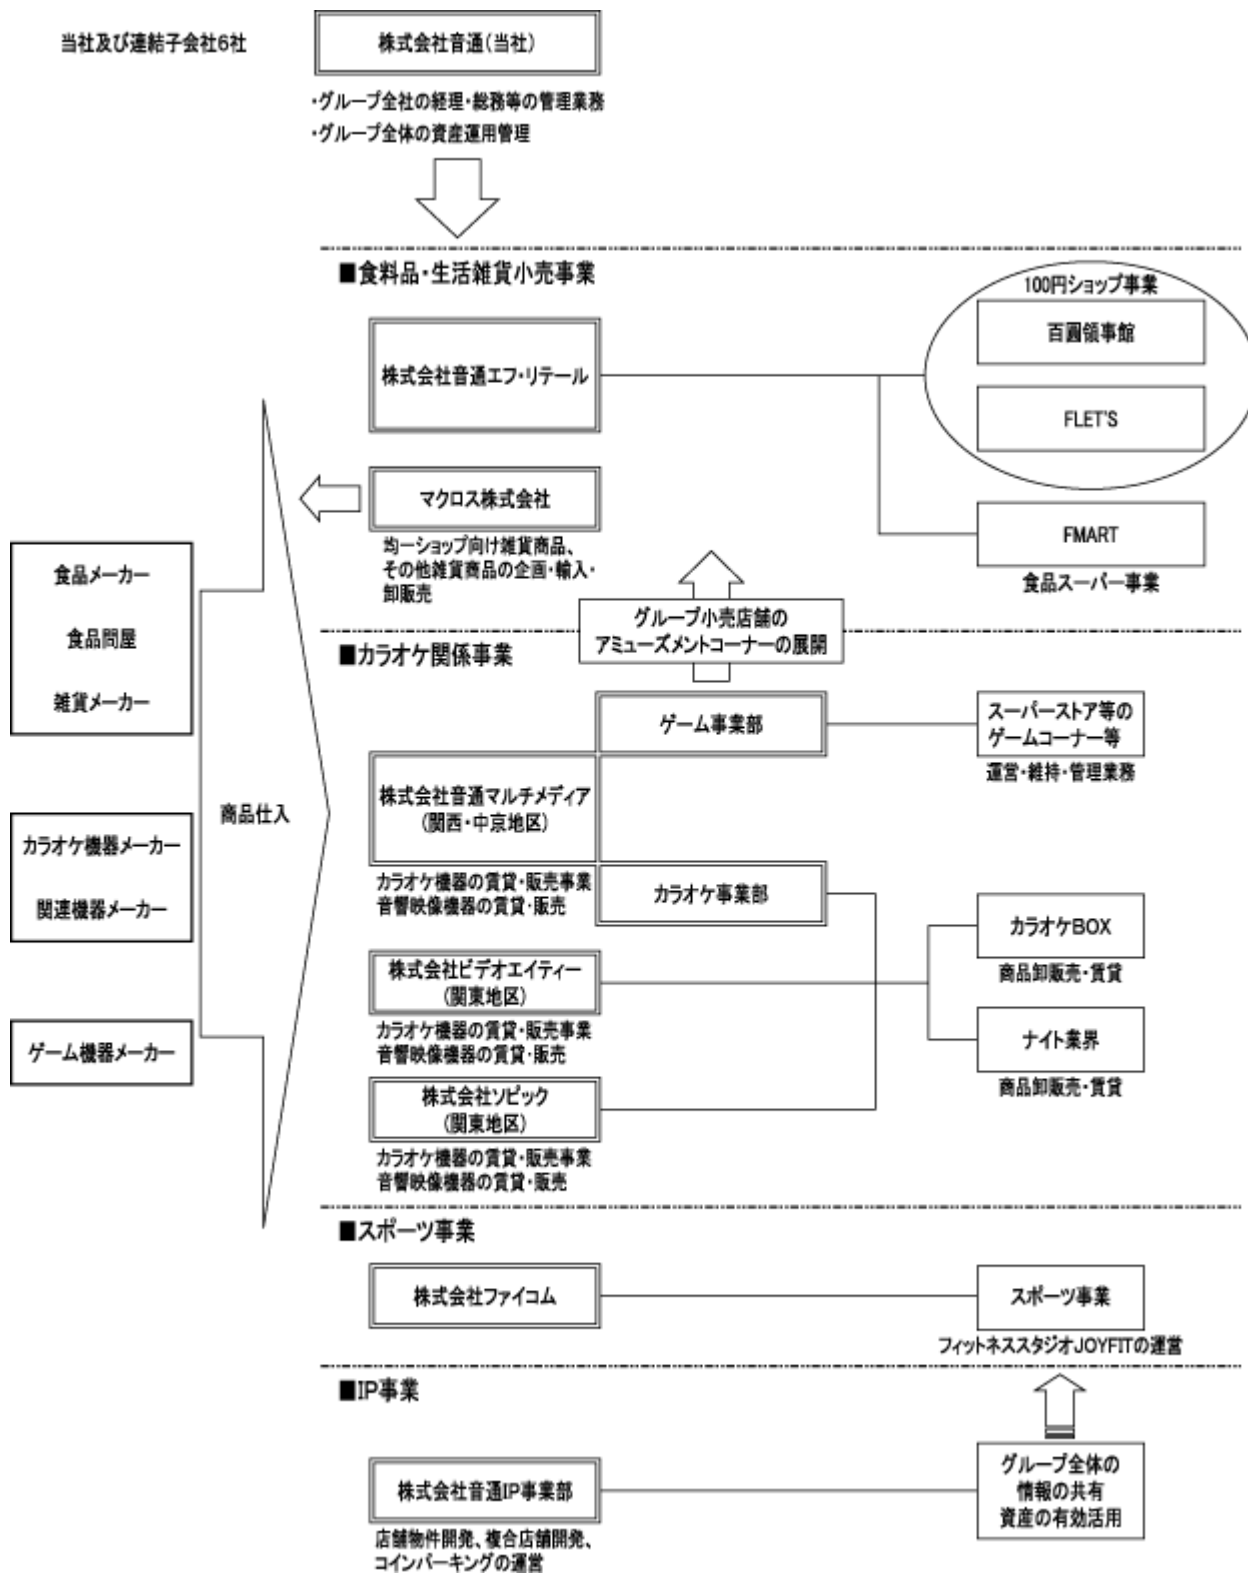 当社及び連結子会社6社
株式会社音通(当社)
・グループ全社の経理・総務等の管理業務
・グループ全体の資産運用管理
■食料品・生活雑貨小売事業
100円ショップ事業
百圓領事館
株式会社音通エフ・リテール
FLET'S
マクロス株式会社
均一ショップ向け雑貨商品、
その他雑貨商品の企画・輸入・
卸販売
FMART
食品スーパー事業
食品メーカー
食品問屋
雑貨メーカー
グループ小売店舗の
アミューズメントコーナーの展開
■カラオケ関係事業
ゲーム事業部
スーパーストア等の
ゲームコーナー等
運営・維持・管理業務
商品仕入
株式会社音通マルチメディア
(関西・中京地区)
カラオケ機器の賃貸・販売事業
音響映像機器の賃貸・販売
カラオケ事業部
カラオケ機器メーカー
関連機器メーカー
カラオケBOX
商品卸販売・賃貸
株式会社ビデオエイティー
(関東地区)
カラオケ機器の賃貸・販売事業
音響映像機器の賃貸・販売
ナイト業界
商品卸販売・賃貸
ゲーム機器メーカー
株式会社ソピック
(関東地区)
カラオケ機器の賃貸・販売事業
音響映像機器の賃貸・販売
■スポーツ事業
株式会社ファイコム
スポーツ事業
フィットネススタジオJOYFITの運営
■IP事業
株式会社音通IP事業部
店舗物件開発、複合店舗開発、
コインパーキングの運営
グループ全体の
情報の共有
資産の有効活用